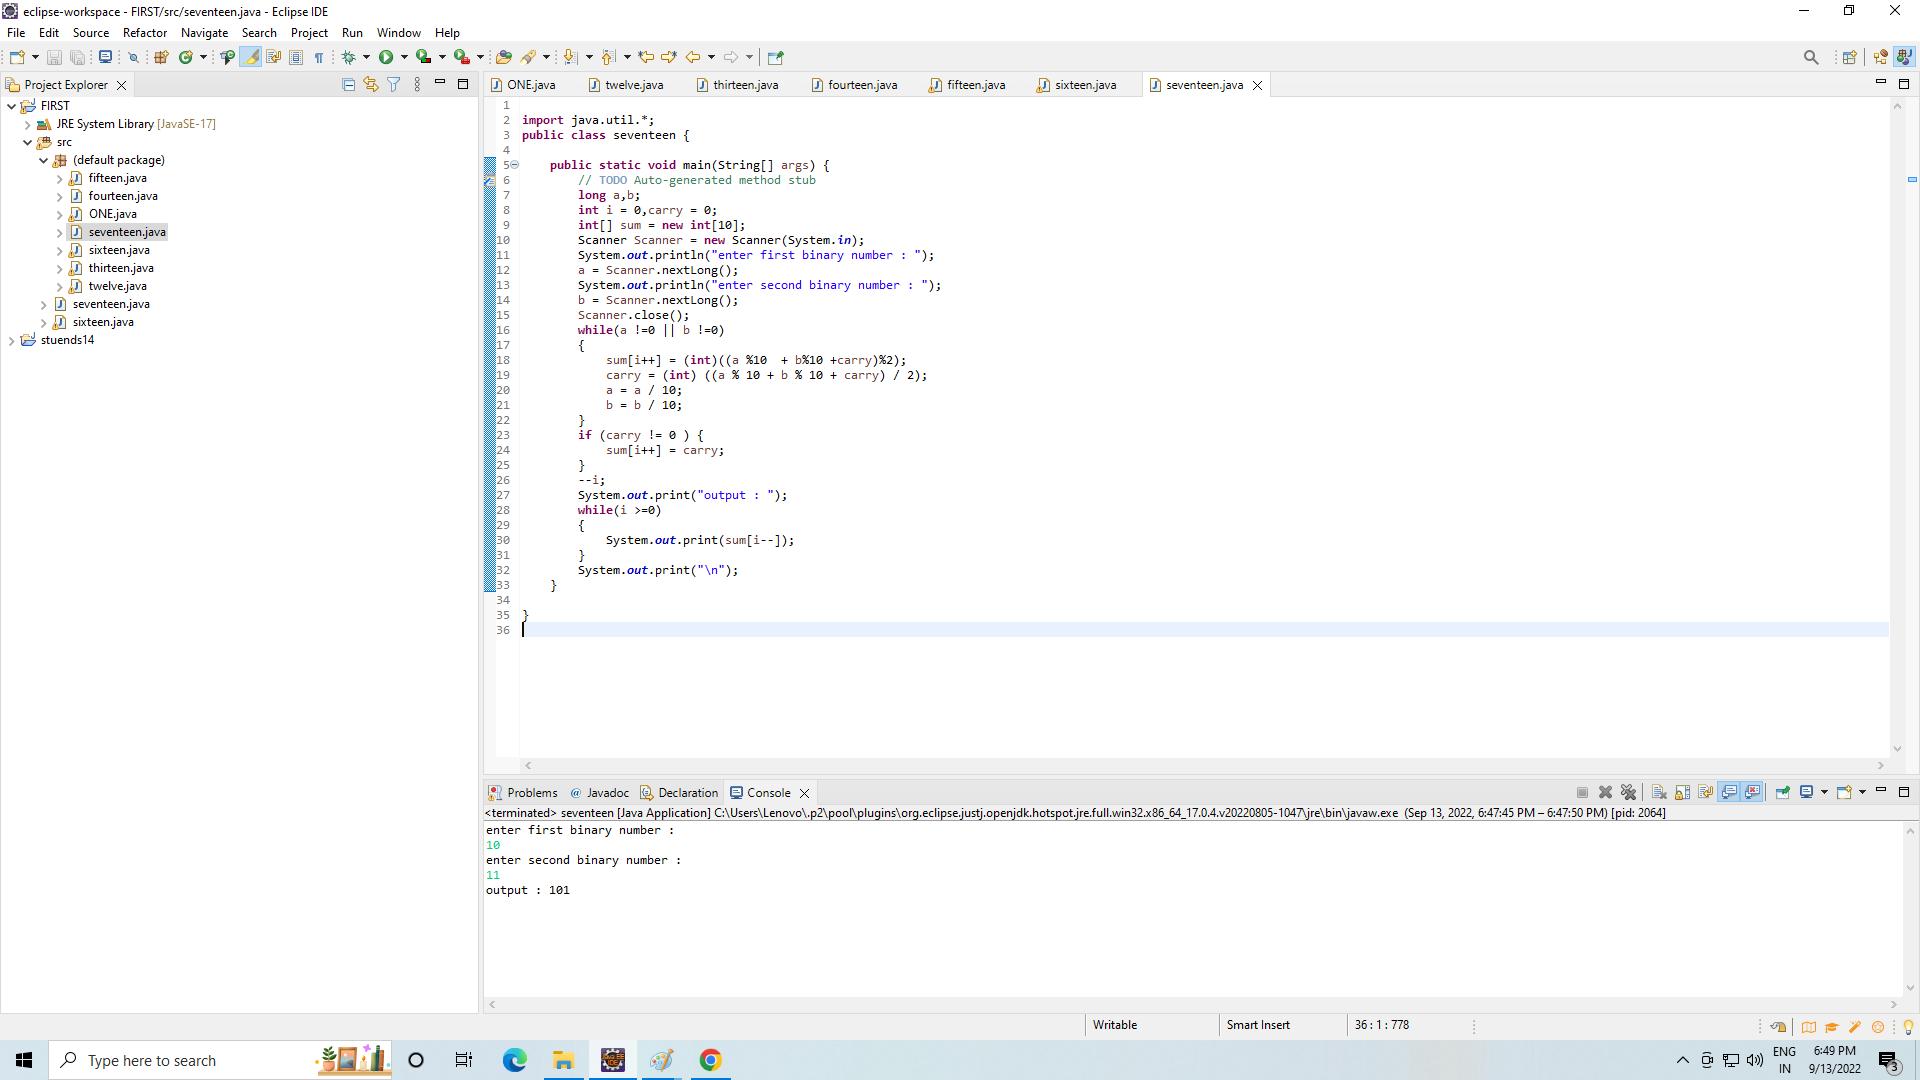 eclipse-workspace - FIRST/src/seventeen.java - Eclipse IDE
File Edit Source Refactor Navigate Search Project Run Window Help
Project Explorer
FIRST
JRE System Library [JavaSE-17]
src
(default package)
fifteen.java
fourteen.java
ONE.java
seventeen.java
sixteen.java
thirteen.java
twelve.java
seventeen.java
sixteen.java
stuends14
ONE.java twelve.java thirteen.java fourteen.java fifteen.java sixteen.java seventeen.java
1
2 import java.util.*;
3 public class seventeen {
4
5 public static void main(String[] args) {
6 // TODO Auto-generated method stub
7 long a,b;
8 int i = 0,carry = 0;
9 int[] sum = new int[10];
10 Scanner Scanner = new Scanner(System.in);
11 System.out.println("enter first binary number : ");
12 a = Scanner.nextLong();
13 System.out.println("enter second binary number : ");
14 b = Scanner.nextLong();
15 Scanner.close();
16 while(a !=0 || b !=0)
17 {
18 sum[i++] = (int)((a %10  + b%10 +carry)%2);
19 carry = (int) ((a % 10 + b % 10 + carry) / 2);
20 a = a / 10;
21 b = b / 10;
22 }
23 if (carry != 0 ) {
24 sum[i++] = carry;
25 }
26 --i;
27 System.out.print("output : ");
28 while(i >=0)
29 {
30 System.out.print(sum[i--]);
31 }
32 System.out.print("\n");
33 }
34
35 }
36
Problems @ Javadoc Declaration Console
<terminated> seventeen [Java Application] C:\Users\Lenovo\.p2\pool\plugins\org.eclipse.justj.openjdk.hotspot.jre.full.win32.x86_64_17.0.4.v20220805-1047\jre\bin\javaw.exe (Sep 13, 2022, 6:47:45 PM – 6:47:50 PM) [pid: 2064]
enter first binary number :
10
enter second binary number :
11
output : 101
Writable Smart Insert 36 : 1 : 778
Type here to search
ENG
IN
6:49 PM
9/13/2022
3